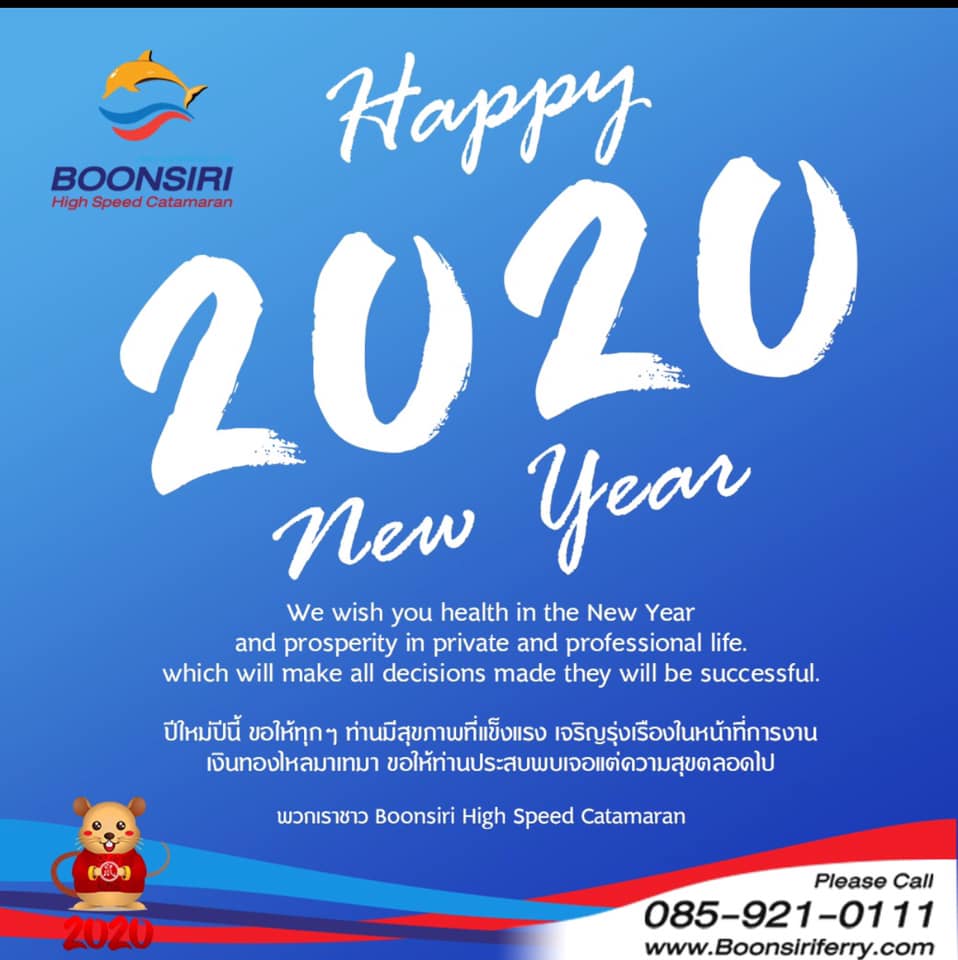 BOONSIRI
High Speed Catamaran
Happy
2020
New Year
We wish you health in the New Year
and prosperity in private and professional life.
which will make all decisions made they will be successful.
ปีใหม่ปีนี้ ขอให้ทุกๆ ท่านมีสุขภาพที่แข็งแรง เจริญรุ่งเรืองในหน้าที่การงาน
เงินทองไหลมาเทมา ขอให้ท่านประสบพบเจอแต่ความสุขตลอดไป
พวกเราชาว Boonsiri High Speed Catamaran
鼠
2020
Please Call
085-921-0111
www.Boonsiriferry.com